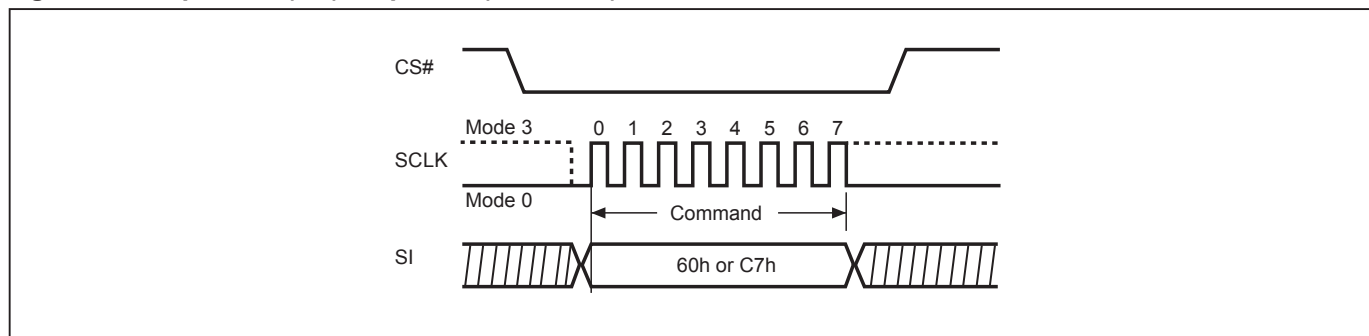 CS#
Mode 3 0 1 2 3 4 5 6 7
SCLK
Mode 0
Command
SI 60h or C7h